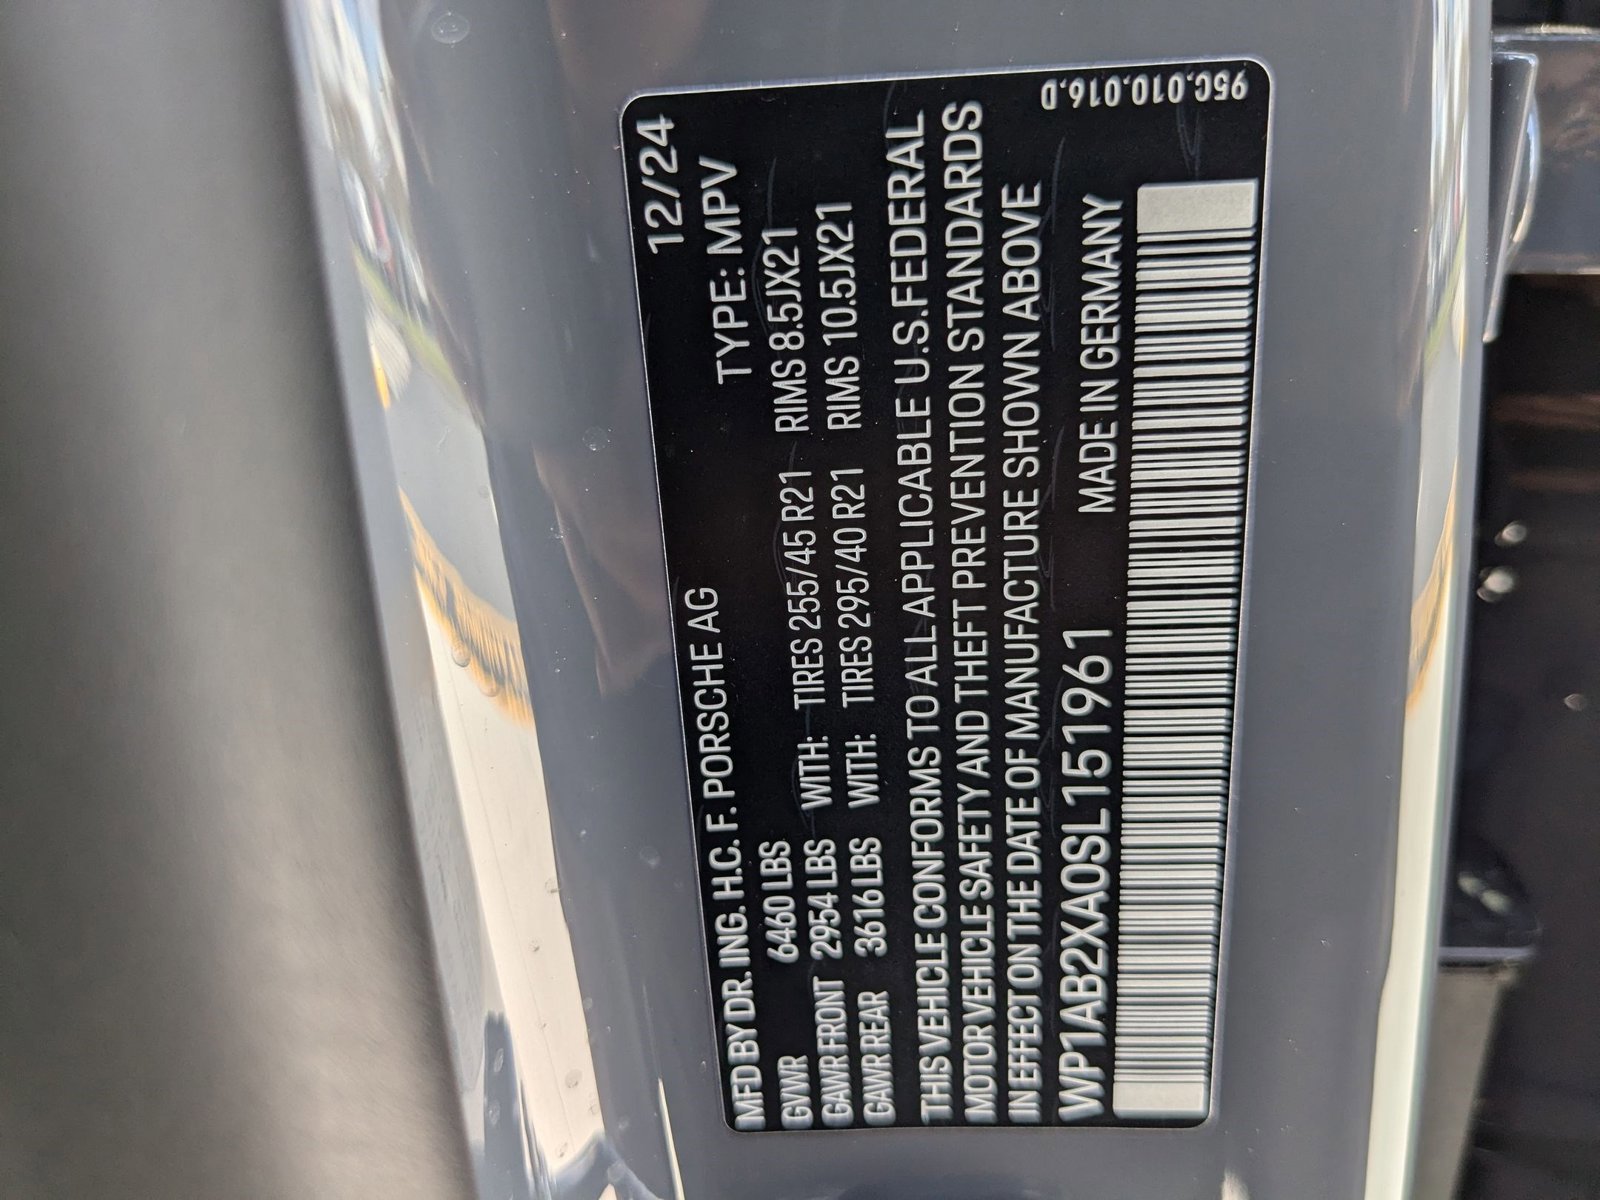 MFD BY DR. ING. H.C. F. PORSCHE AG 12/24
TYPE: MPV
GVWR 6460 LBS
GAWR FRONT 2954 LBS WITH: TIRES 255/45 R21 RIMS 8.5JX21
GAWR REAR 3616 LBS WITH: TIRES 295/40 R21 RIMS 10.5JX21
THIS VEHICLE CONFORMS TO ALL APPLICABLE U.S. FEDERAL
MOTOR VEHICLE SAFETY AND THEFT PREVENTION STANDARDS
IN EFFECT ON THE DATE OF MANUFACTURE SHOWN ABOVE
WP1AB2XA0SL151961 MADE IN GERMANY
95C.010.016.D